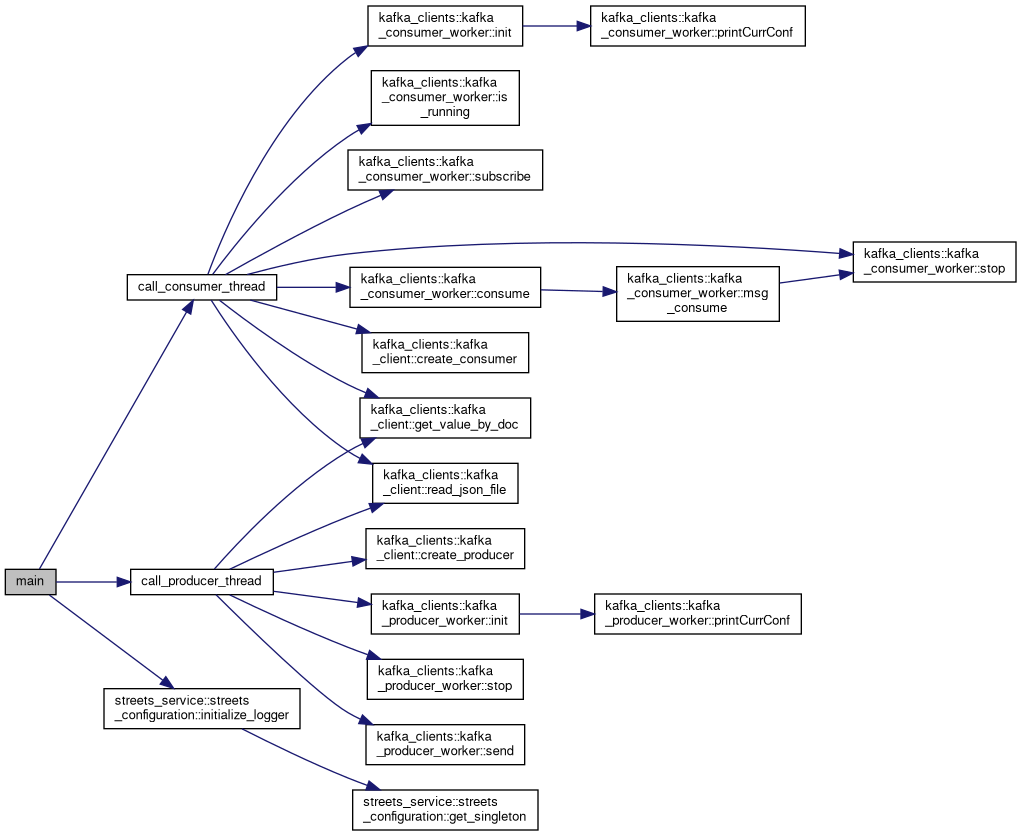 kafka_clients::kafka
_consumer_worker::init
kafka_clients::kafka
_consumer_worker::printCurrConf
kafka_clients::kafka
_consumer_worker::is
_running
kafka_clients::kafka
_consumer_worker::subscribe
kafka_clients::kafka
_consumer_worker::stop
call_consumer_thread
kafka_clients::kafka
_consumer_worker::consume
kafka_clients::kafka
_consumer_worker::msg
_consume
kafka_clients::kafka
_client::create_consumer
kafka_clients::kafka
_client::get_value_by_doc
kafka_clients::kafka
_client::read_json_file
kafka_clients::kafka
_client::create_producer
main
call_producer_thread
kafka_clients::kafka
_producer_worker::init
kafka_clients::kafka
_producer_worker::printCurrConf
kafka_clients::kafka
_producer_worker::stop
streets_service::streets
_configuration::initialize_logger
kafka_clients::kafka
_producer_worker::send
streets_service::streets
_configuration::get_singleton